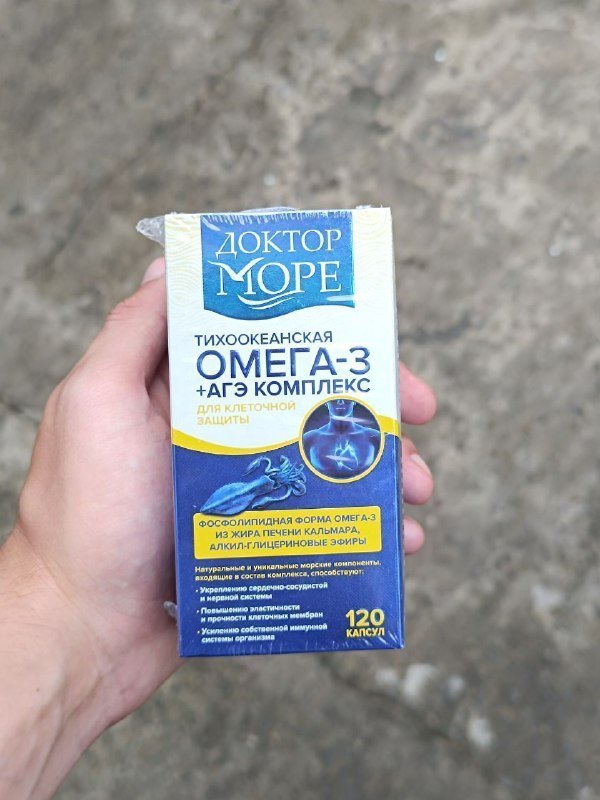 ДОКТОР
МОРЕ
ТИХООКЕАНСКАЯ
ОМЕГА-3
+АГЭ КОМПЛЕКС
ДЛЯ КЛЕТОЧНОЙ
ЗАЩИТЫ
ФОСФОЛИПИДНАЯ ФОРМА ОМЕГА-3
ИЗ ЖИРА ПЕЧЕНИ КАЛЬМАРА,
АЛКИЛ-ГЛИЦЕРИНОВЫЕ ЭФИРЫ
Натуральные и уникальные морские компоненты,
входящие в состав комплекса, способствуют:
• Укреплению сердечно-сосудистой
и нервной системы
• Повышению эластичности
и прочности клеточных мембран
• Усилению собственной иммунной
системы организма
120
КАПСУЛ